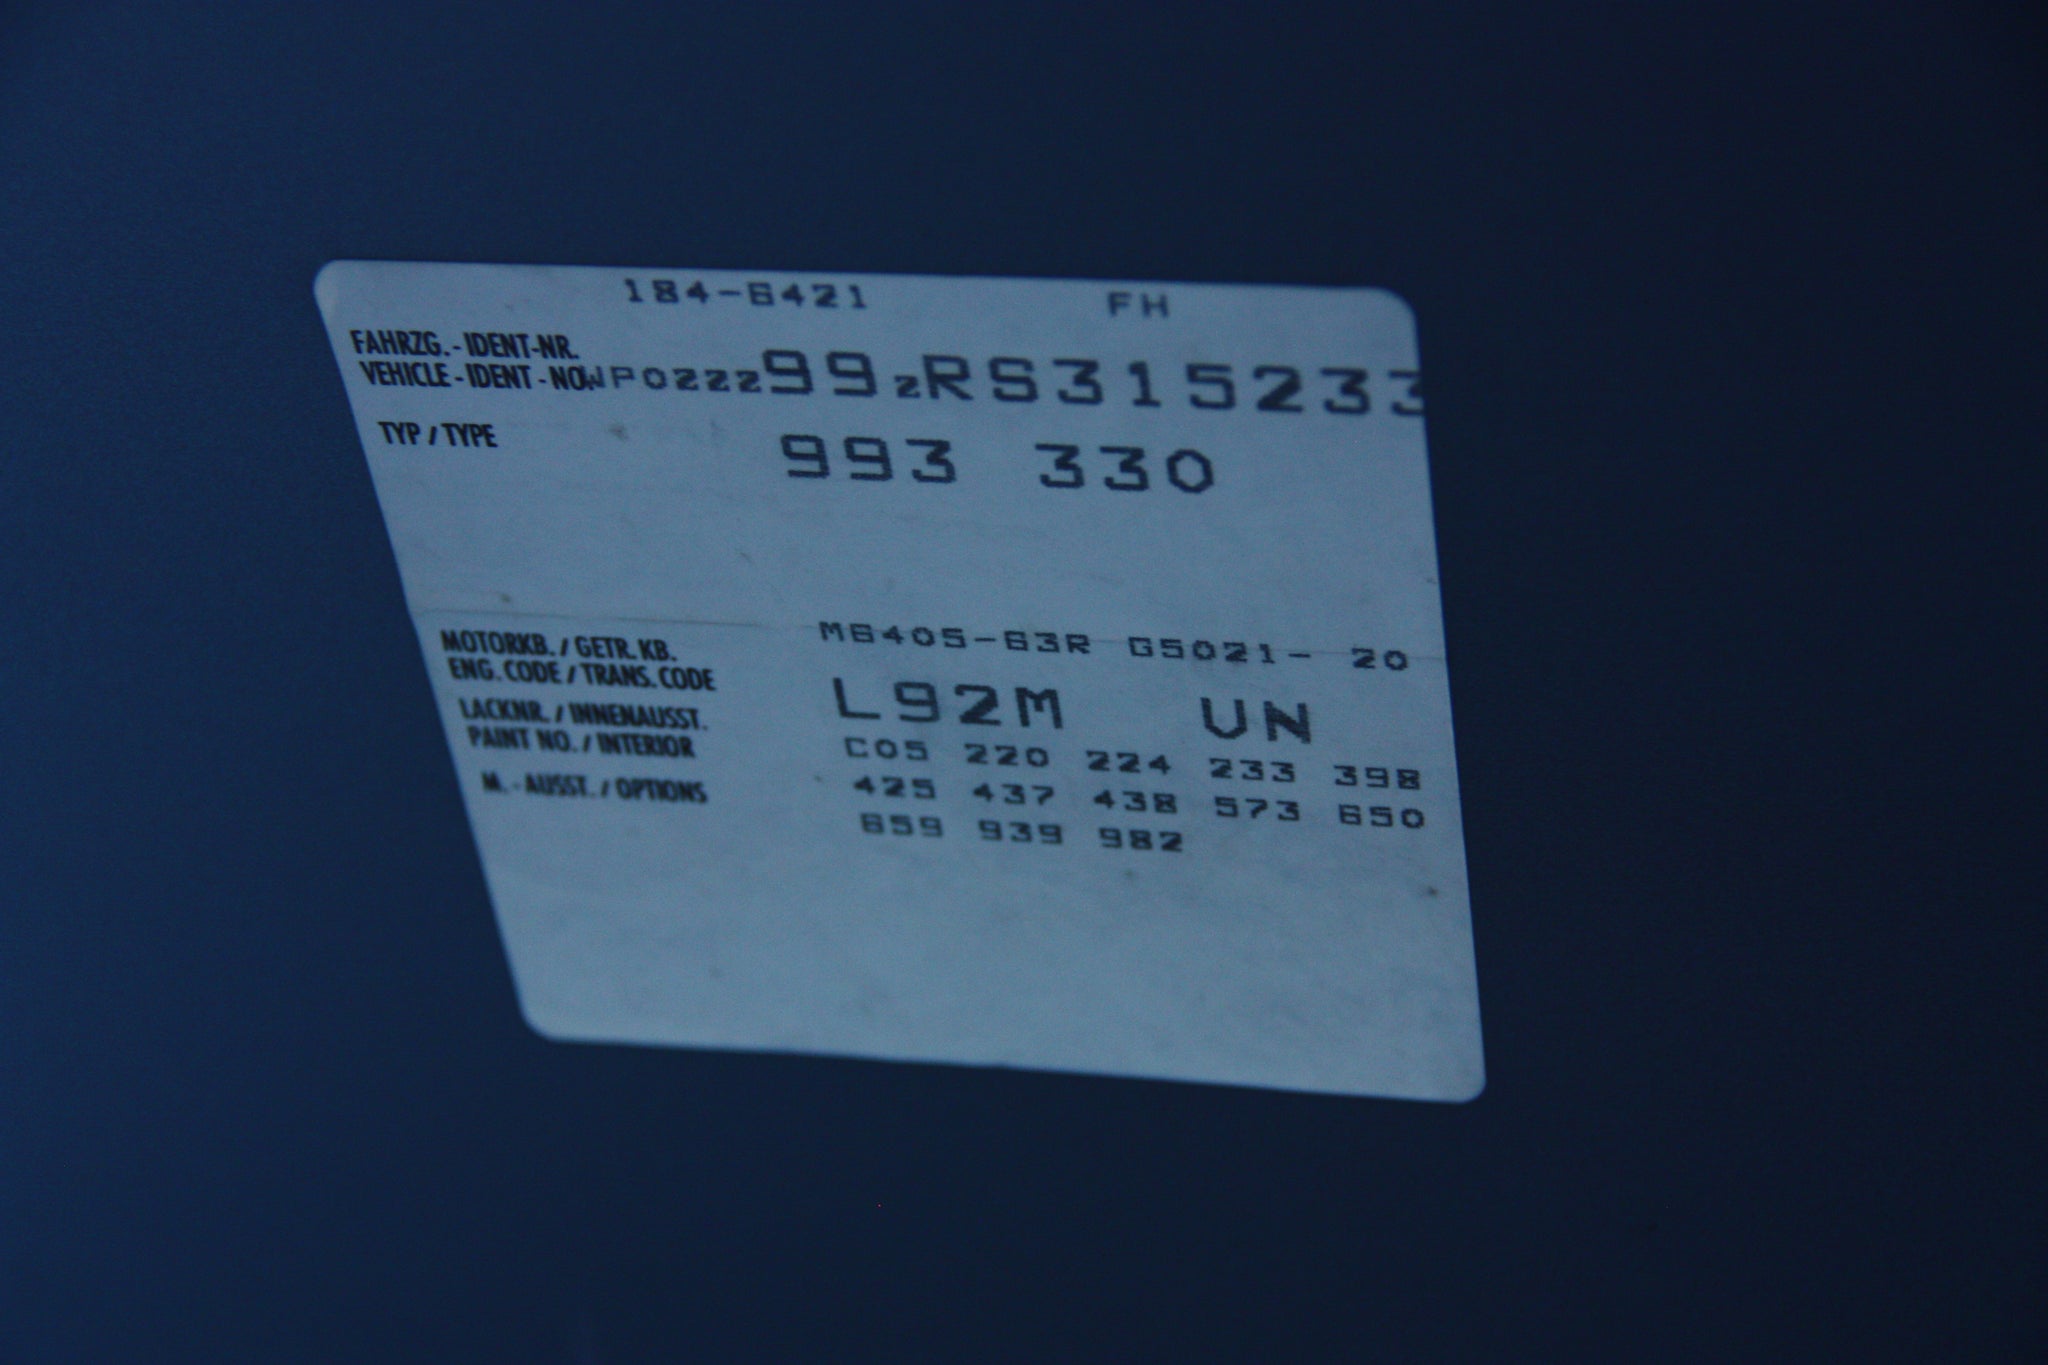 184-6421 FH
FAHRZG.-IDENT-NR.
VEHICLE-IDENT-NO. WP0ZZZ99ZRS315233
TYP / TYPE 993 330
MOTORKB. / GETR. KB. M6405-63R G5021- 20
ENG. CODE / TRANS. CODE
LACKNR. / INNENAUSST. L92M VN
PAINT NO. / INTERIOR C05 220 224 233 398
M.-AUSST. / OPTIONS 425 437 438 573 650
659 939 982